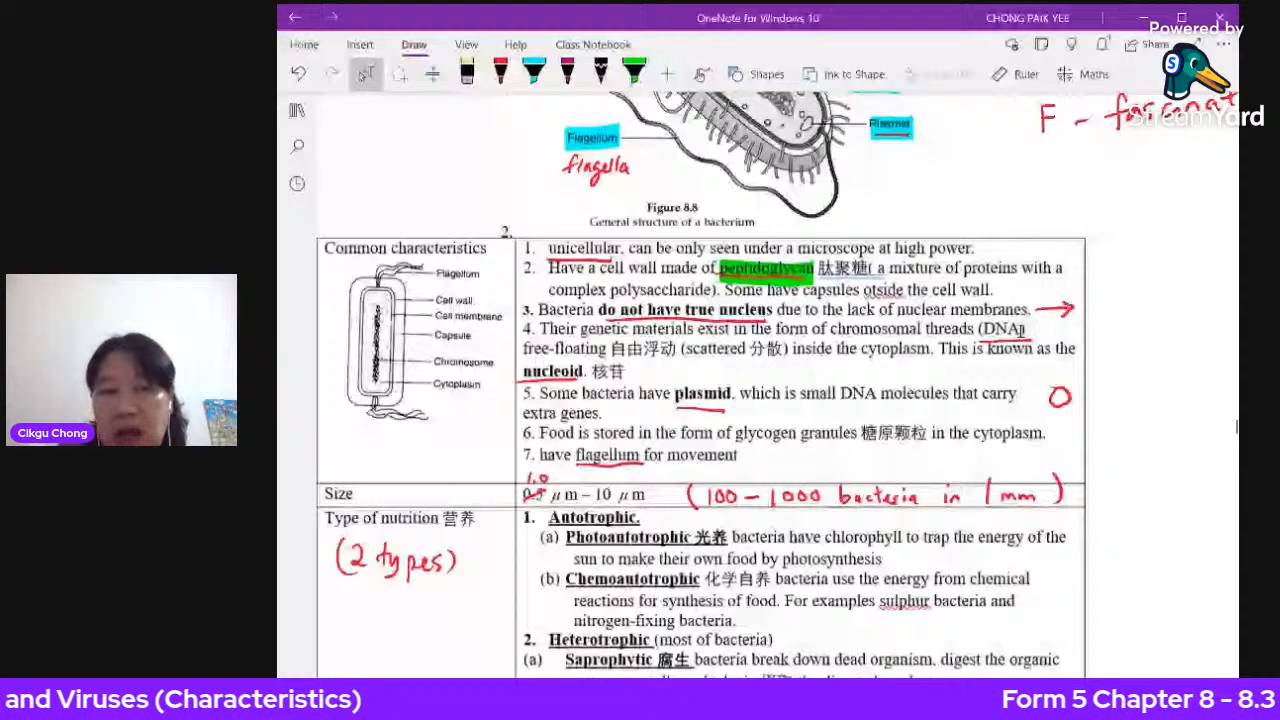 OneNote for Windows 10
CHONG PAIK YEE
Powered by
StreamYard
Home Insert Draw View Help Class Notebook
Share
Shapes Ink to Shape Ruler Maths
Plasmid
F -
Flagellum
flagella
Figure 8.8
General structure of a bacterium
2.
Common characteristics
Flagellum
Cell wall
Cell membrane
Capsule
Chromosome
Cytoplasm
1. unicellular. can be only seen under a microscope at high power.
2. Have a cell wall made of peptidoglycan 肽聚糖( a mixture of proteins with a
complex polysaccharide). Some have capsules otside the cell wall.
3. Bacteria do not have true nucleus due to the lack of nuclear membranes.
4. Their genetic materials exist in the form of chromosomal threads (DNA)
free-floating 自由浮动 (scattered 分散) inside the cytoplasm. This is known as the
nucleoid. 核苷
5. Some bacteria have plasmid. which is small DNA molecules that carry
extra genes.
6. Food is stored in the form of glycogen granules 糖原颗粒 in the cytoplasm.
7. have flagellum for movement
Size
1.0
0.5 μm – 10 μm (100 - 1000 bacteria in 1mm)
Type of nutrition 营养
(2 types)
1. Autotrophic.
(a) Photoautotrophic 光养 bacteria have chlorophyll to trap the energy of the
sun to make their own food by photosynthesis
(b) Chemoautotrophic 化学自养 bacteria use the energy from chemical
reactions for synthesis of food. For examples sulphur bacteria and
nitrogen-fixing bacteria.
2. Heterotrophic (most of bacteria)
(a) Saprophytic 腐生 bacteria break down dead organism. digest the organic
Cikgu Chong
and Viruses (Characteristics)
Form 5 Chapter 8 - 8.3